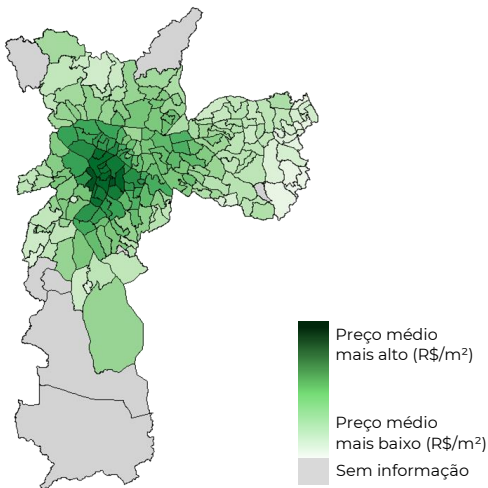 Preço médio
mais alto (R$/m²)
Preço médio
mais baixo (R$/m²)
Sem informação